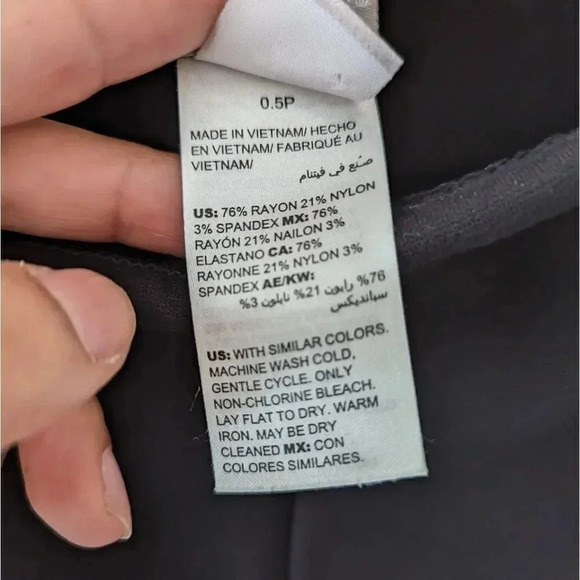 0.5P
MADE IN VIETNAM/ HECHO
EN VIETNAM/ FABRIQUÉ AU
VIETNAM/
صنع في فيتنام
US: 76% RAYON 21% NYLON
3% SPANDEX MX: 76%
RAYÓN 21% NAILON 3%
ELASTANO CA: 76%
RAYONNE 21% NYLON 3%
SPANDEX AE/KW:
76% رايون 21% نايلون 3%
سبانديكس
US: WITH SIMILAR COLORS.
MACHINE WASH COLD,
GENTLE CYCLE. ONLY
NON-CHLORINE BLEACH.
LAY FLAT TO DRY. WARM
IRON. MAY BE DRY
CLEANED MX: CON
COLORES SIMILARES.